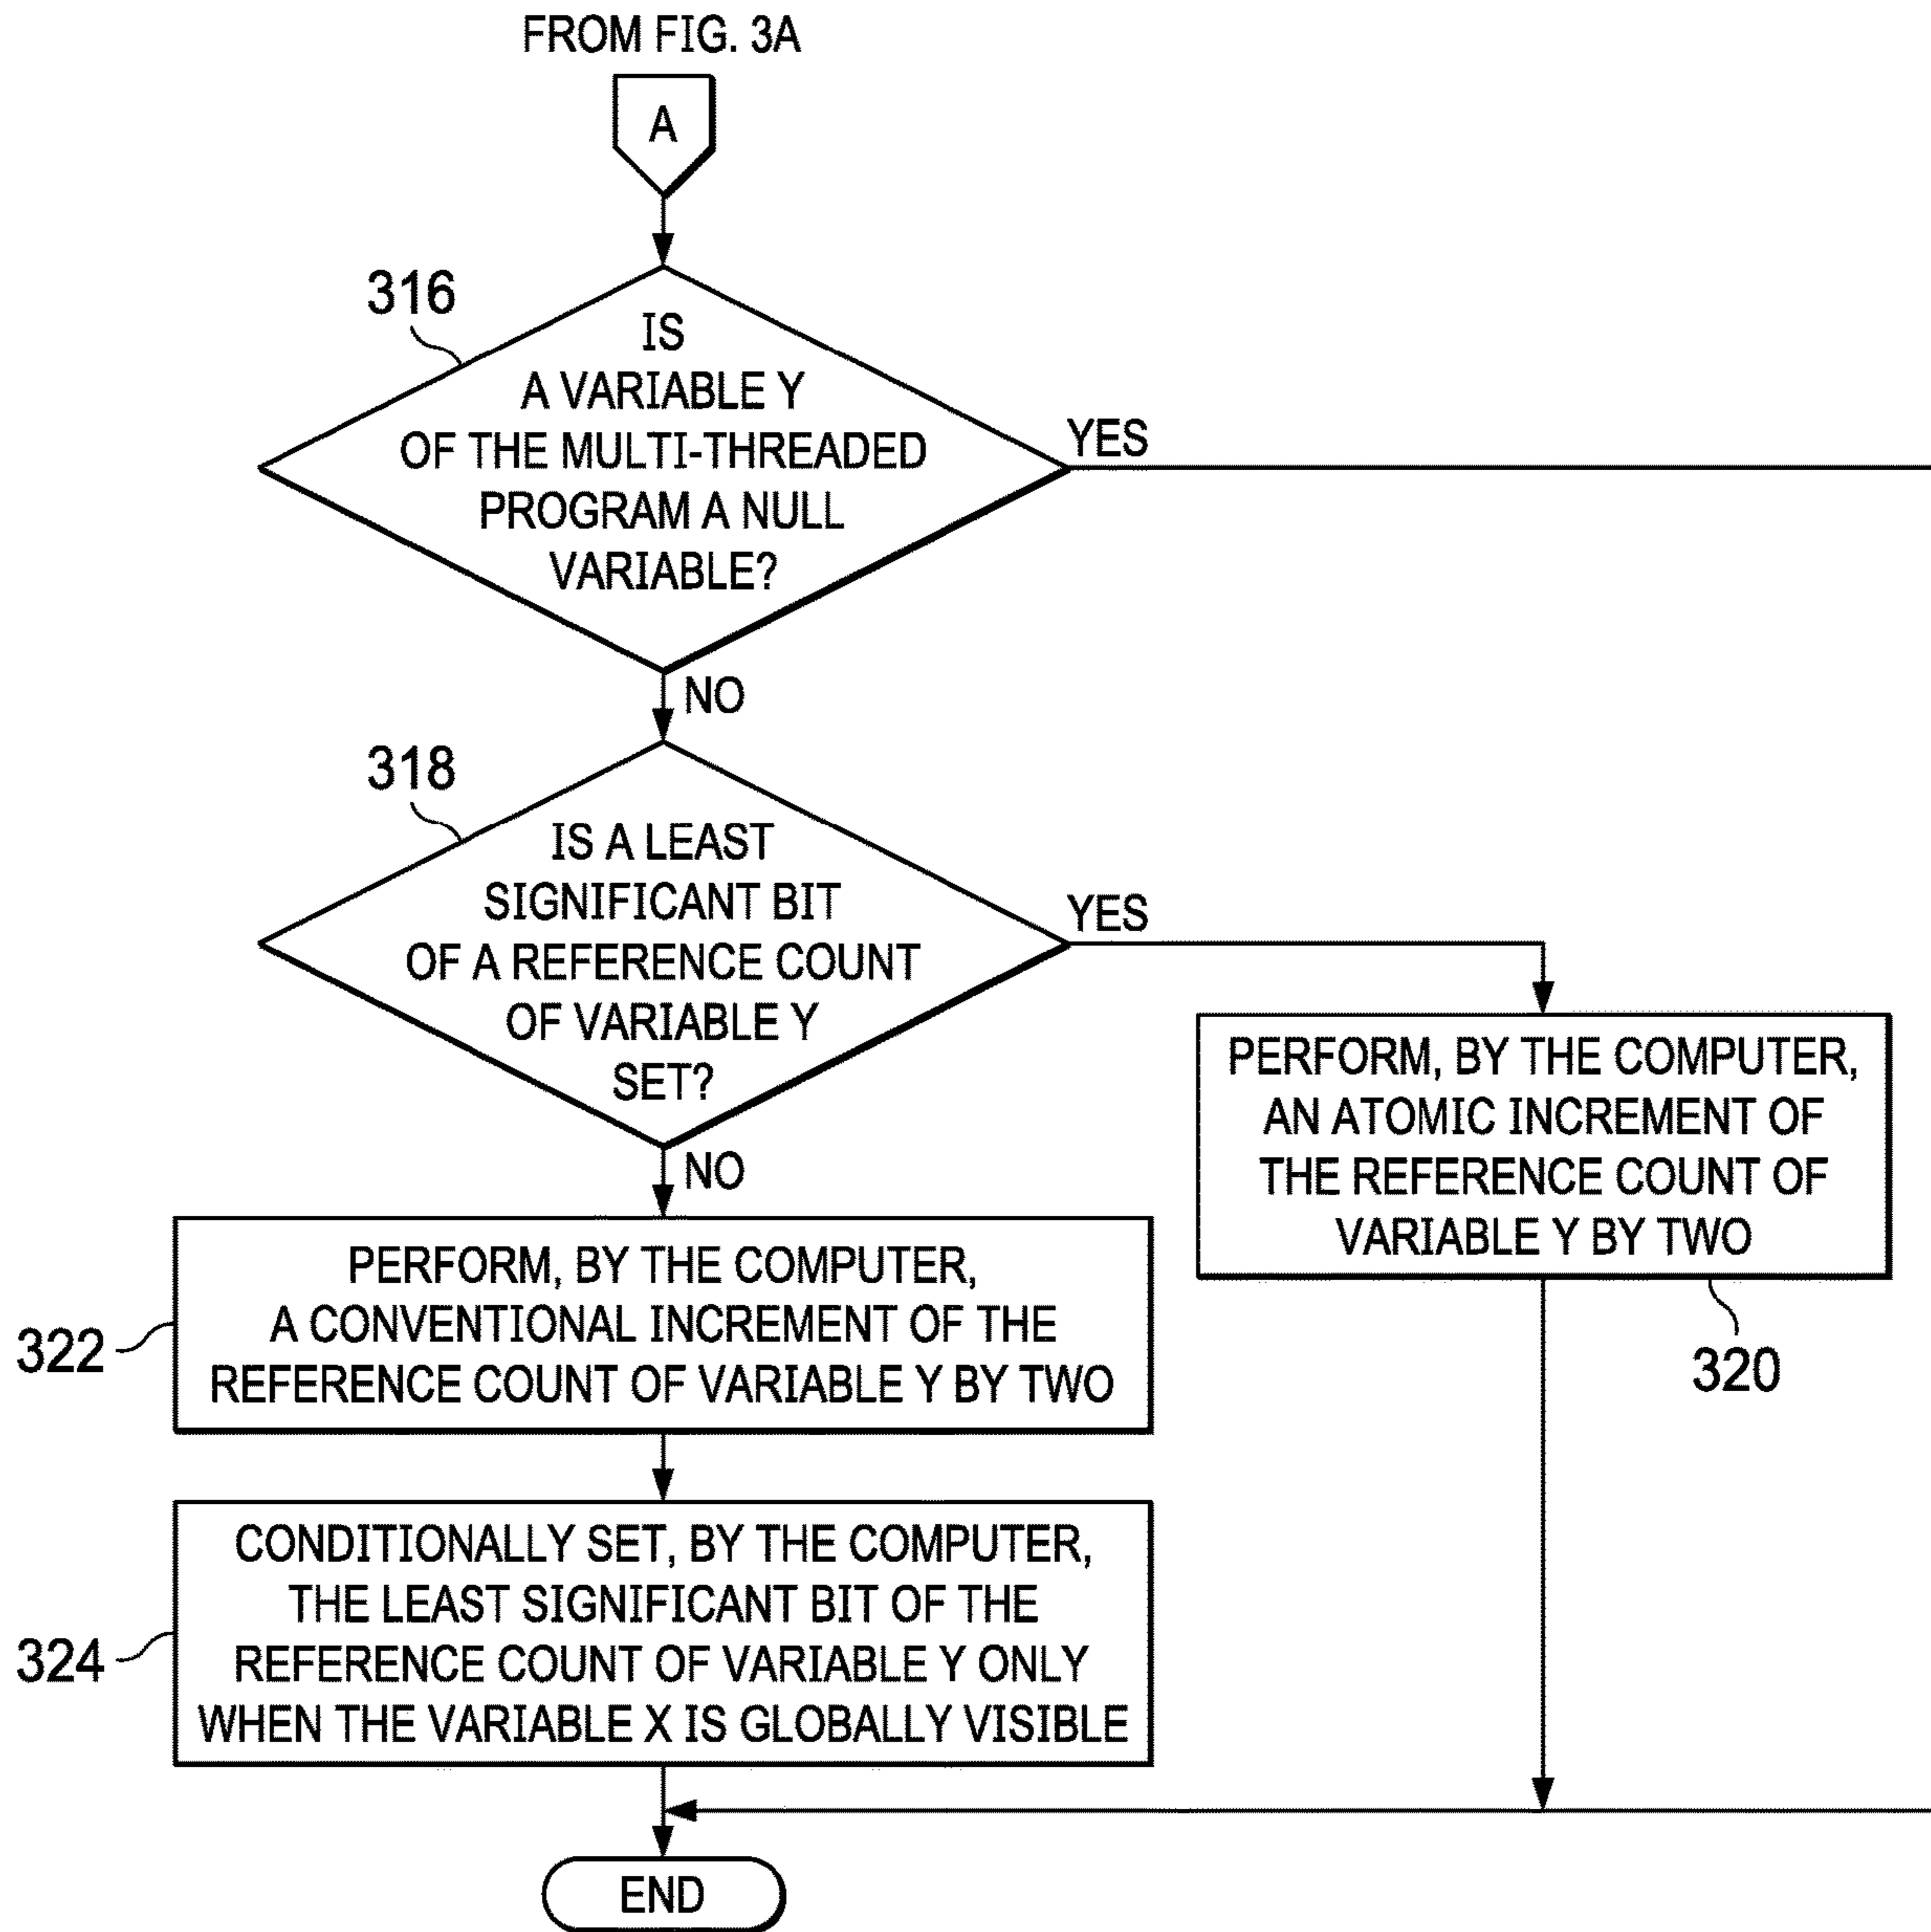 FROM FIG. 3A
A
316
IS
A VARIABLE Y
OF THE MULTI-THREADED
PROGRAM A NULL
VARIABLE?
YES
NO
318
IS A LEAST
SIGNIFICANT BIT
OF A REFERENCE COUNT
OF VARIABLE Y
SET?
YES
NO
PERFORM, BY THE COMPUTER,
AN ATOMIC INCREMENT OF
THE REFERENCE COUNT OF
VARIABLE Y BY TWO
320
322
PERFORM, BY THE COMPUTER,
A CONVENTIONAL INCREMENT OF THE
REFERENCE COUNT OF VARIABLE Y BY TWO
324
CONDITIONALLY SET, BY THE COMPUTER,
THE LEAST SIGNIFICANT BIT OF THE
REFERENCE COUNT OF VARIABLE Y ONLY
WHEN THE VARIABLE X IS GLOBALLY VISIBLE
END